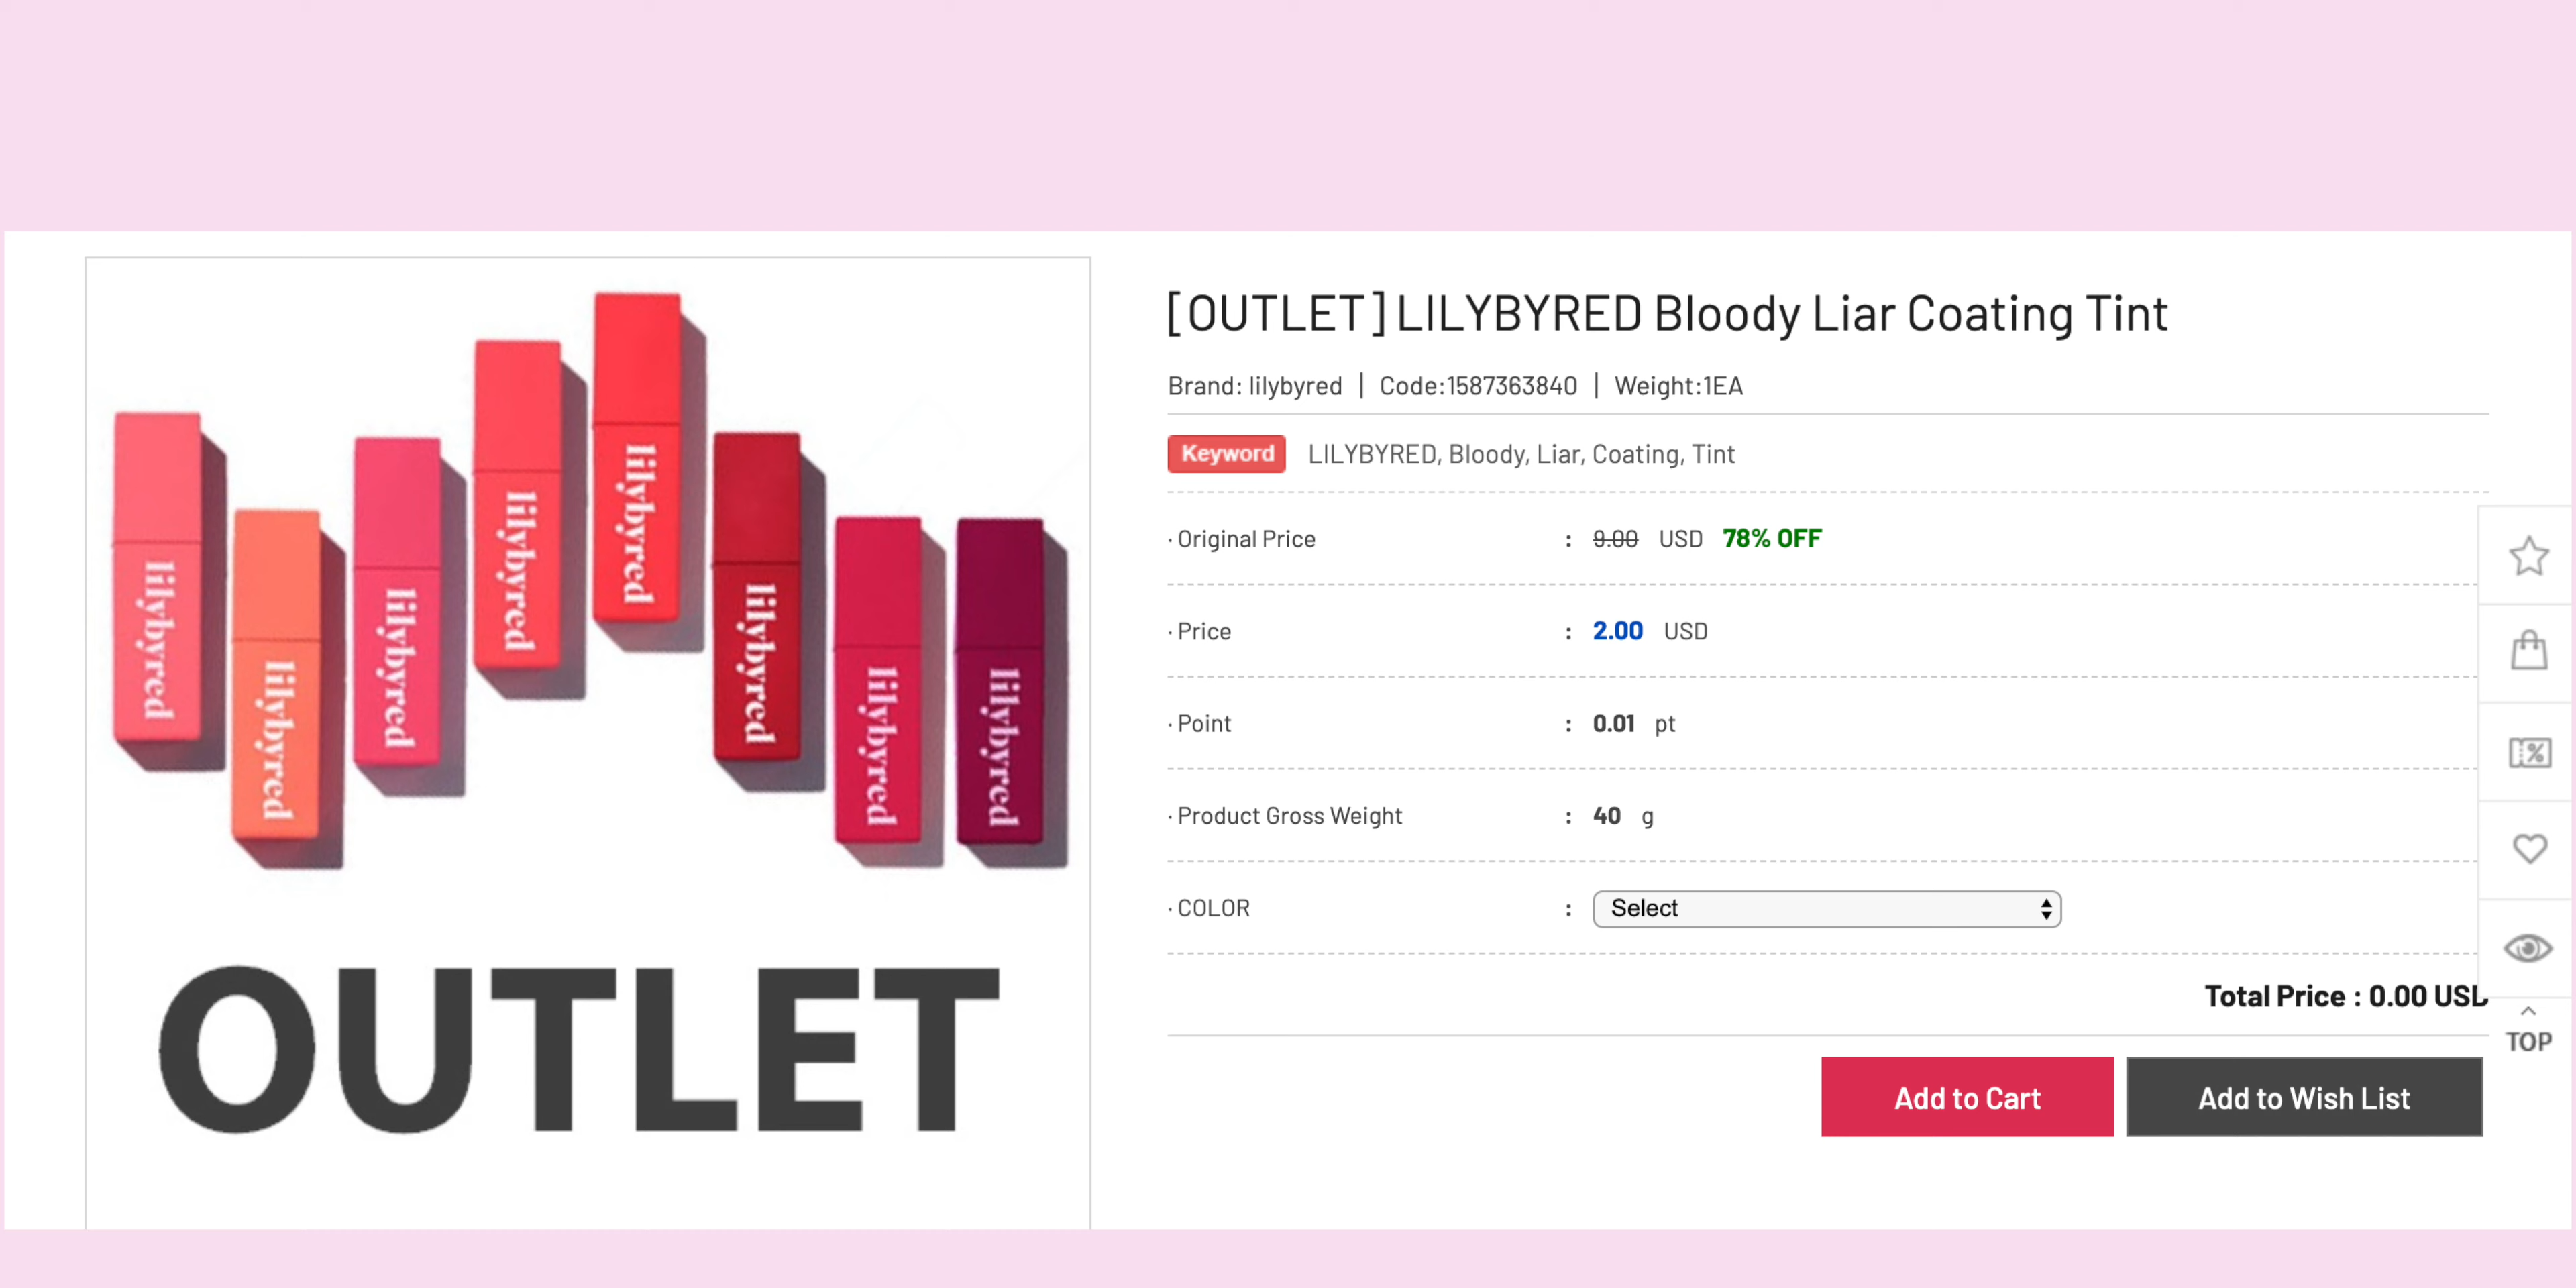 lilybyred
lilybyred
lilybyred
lilybyred
lilybyred
lilybyred
lilybyred
lilybyred
OUTLET
[OUTLET] LILYBYRED Bloody Liar Coating Tint
Brand: lilybyred | Code:1587363840 | Weight:1EA
Keyword LILYBYRED, Bloody, Liar, Coating, Tint
· Original Price : 9.00 USD 78% OFF
· Price : 2.00 USD
· Point : 0.01 pt
· Product Gross Weight : 40 g
· COLOR : Select
Total Price : 0.00 USD
TOP
Add to Cart Add to Wish List